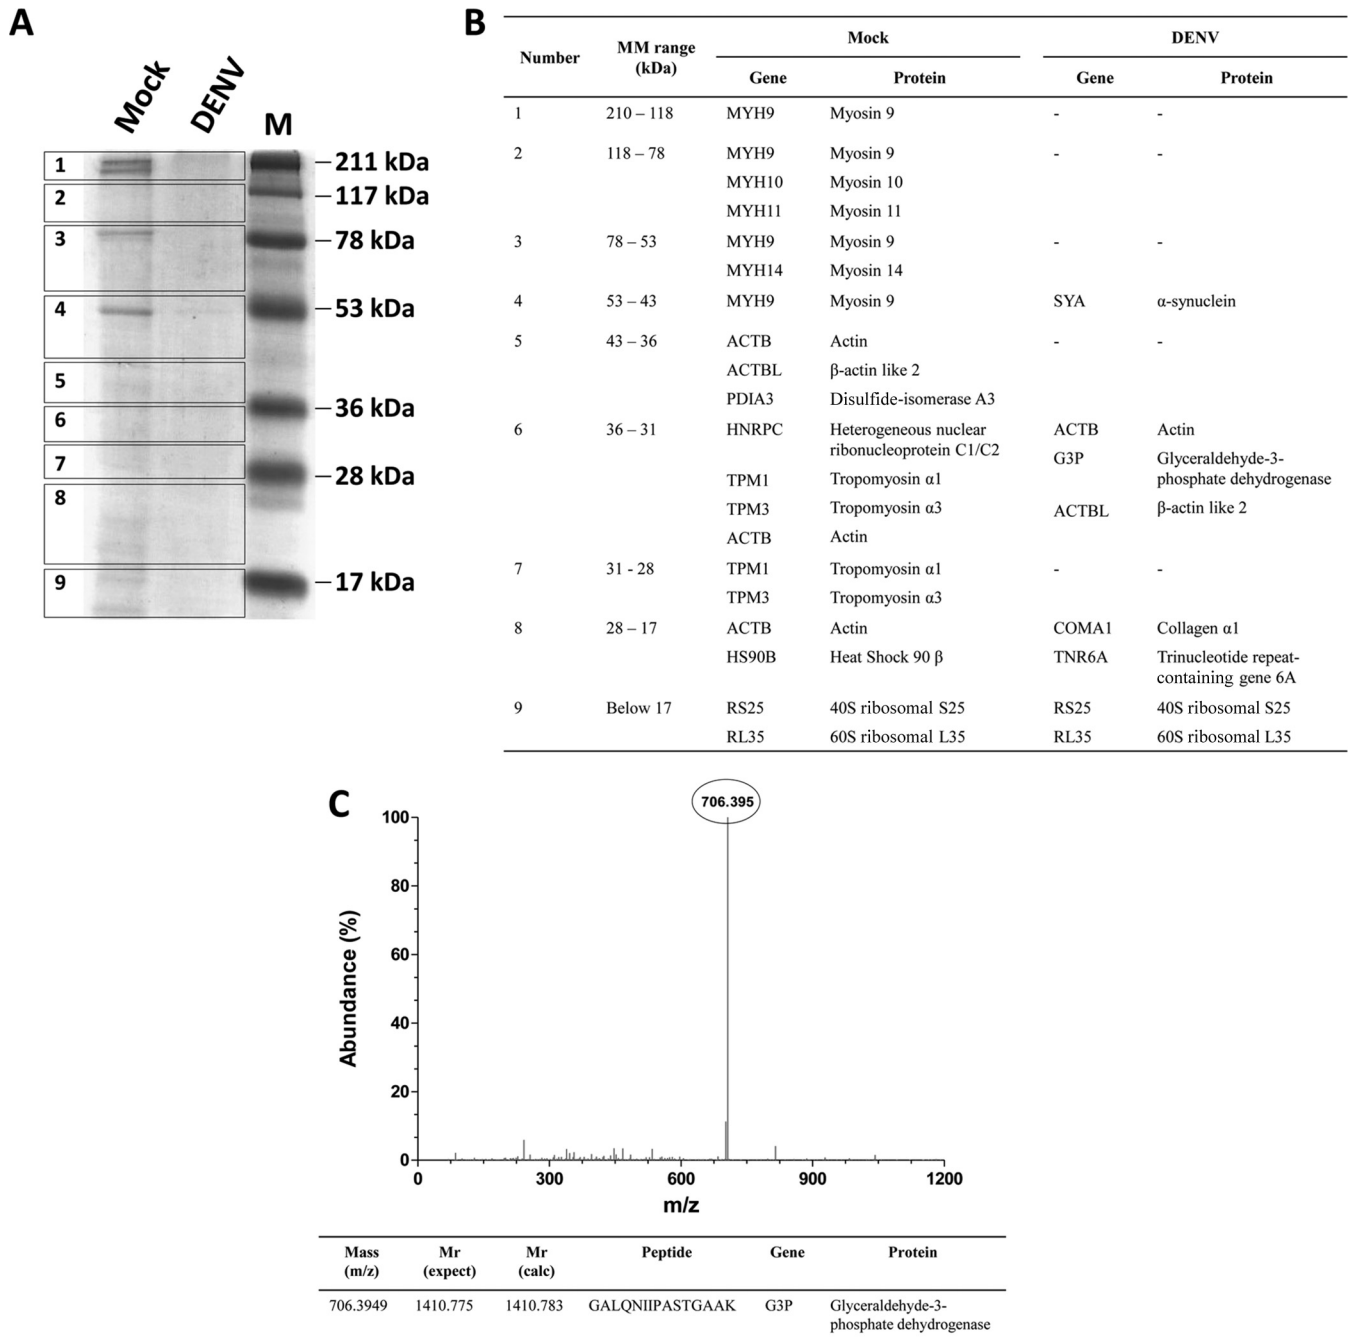 A
Mock
DENV
M
1
2
3
4
5
6
7
8
9
211 kDa
117 kDa
78 kDa
53 kDa
36 kDa
28 kDa
17 kDa
B
Number MM range (kDa) Mock DENV
Gene Protein Gene Protein
1 210 – 118 MYH9 Myosin 9 - -
2 118 – 78 MYH9 Myosin 9 - -
MYH10 Myosin 10
MYH11 Myosin 11
3 78 – 53 MYH9 Myosin 9 - -
MYH14 Myosin 14
4 53 – 43 MYH9 Myosin 9 SYA α-synuclein
5 43 – 36 ACTB Actin - -
ACTBL β-actin like 2
PDIA3 Disulfide-isomerase A3
6 36 – 31 HNRPC Heterogeneous nuclear ACTB Actin
ribonucleoprotein C1/C2
G3P Glyceraldehyde-3-
TPM1 Tropomyosin α1 phosphate dehydrogenase
TPM3 Tropomyosin α3 ACTBL β-actin like 2
ACTB Actin
7 31 - 28 TPM1 Tropomyosin α1 - -
TPM3 Tropomyosin α3
8 28 – 17 ACTB Actin COMA1 Collagen α1
HS90B Heat Shock 90 β TNR6A Trinucleotide repeat-
containing gene 6A
9 Below 17 RS25 40S ribosomal S25 RS25 40S ribosomal S25
RL35 60S ribosomal L35 RL35 60S ribosomal L35
C
706.395
100
80
60
40
20
0
Abundance (%)
0 300 600 900 1200
m/z
Mass Mr Mr Peptide Gene Protein
(m/z) (expect) (calc)
706.3949 1410.775 1410.783 GALQNIIPASTGAAK G3P Glyceraldehyde-3-
phosphate dehydrogenase